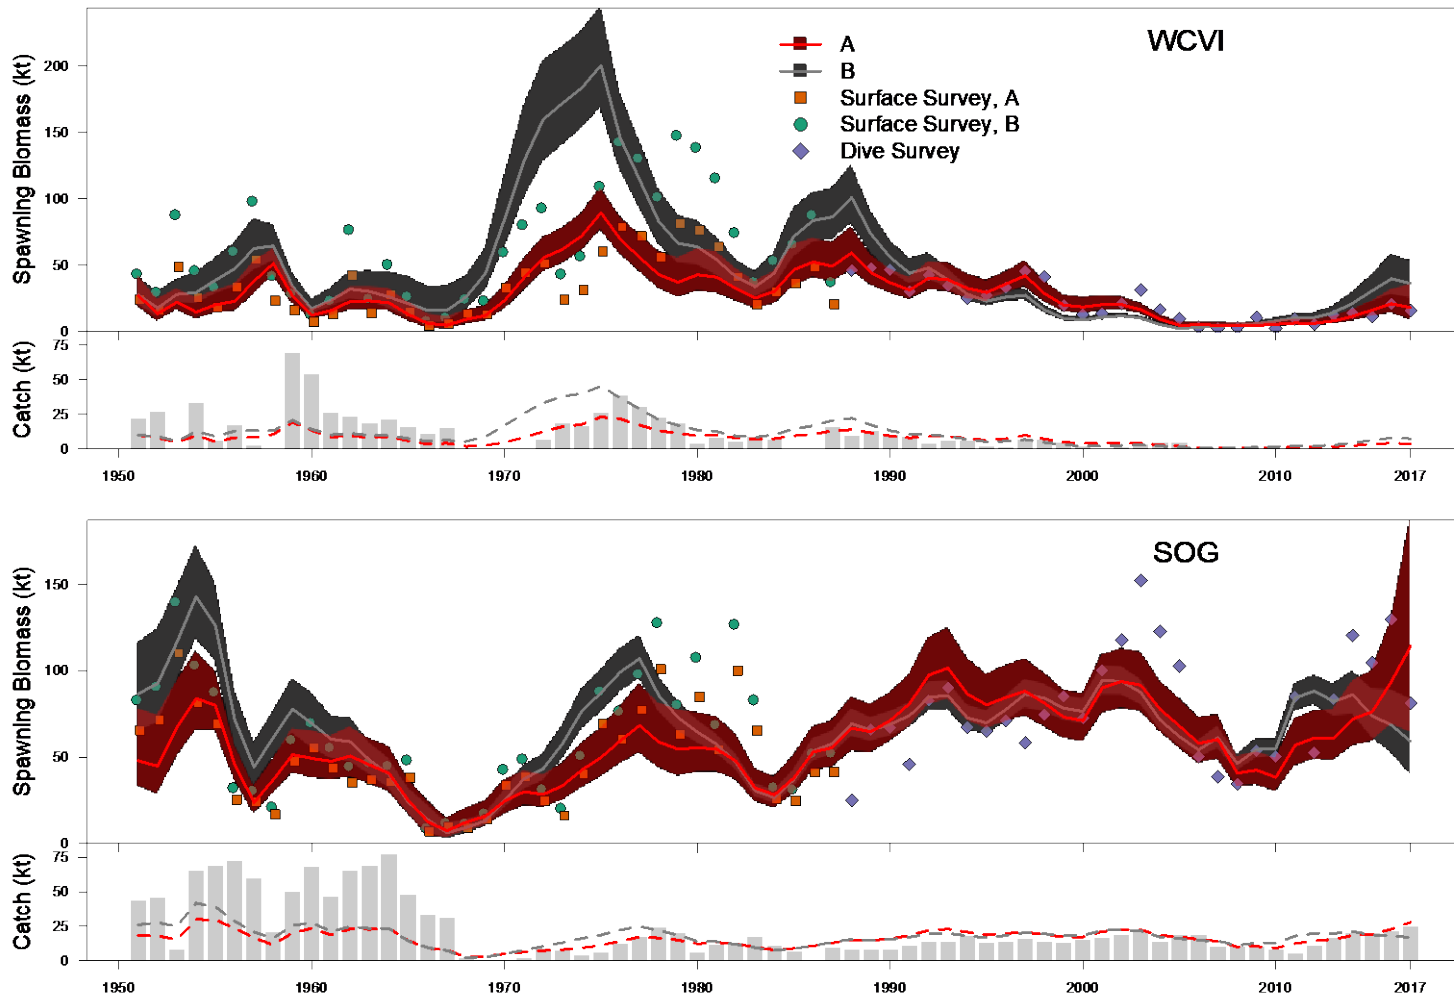 WCVI
A
B
Surface Survey, A
Surface Survey, B
Dive Survey
Spawning Biomass (kt)
200
150
100
50
0
Catch (kt)
75
50
25
0
1950 1960 1970 1980 1990 2000 2010 2017
SOG
Spawning Biomass (kt)
150
100
50
0
Catch (kt)
75
50
25
0
1950 1960 1970 1980 1990 2000 2010 2017